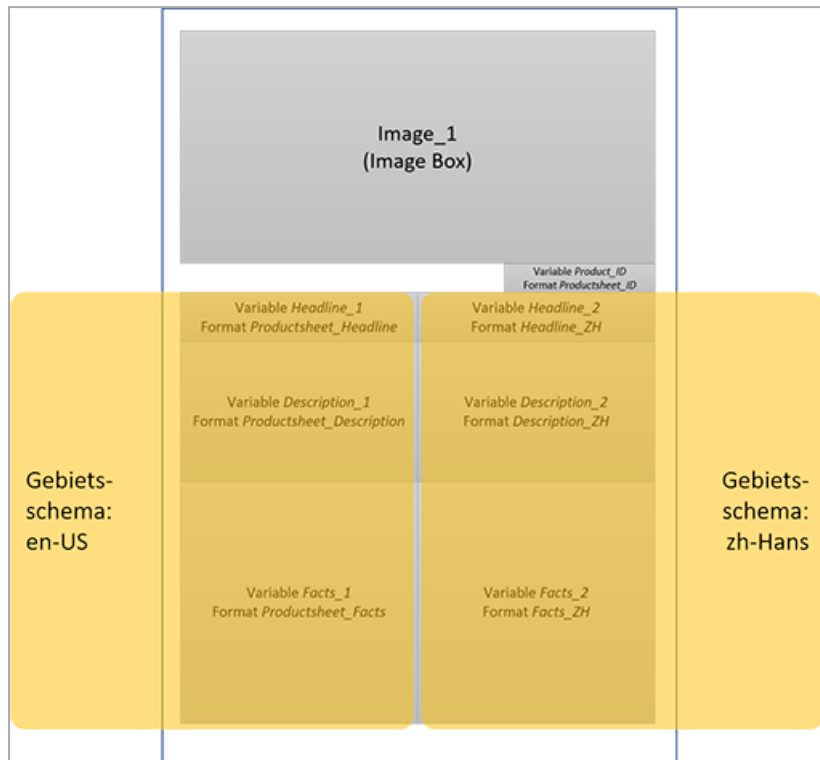 Image_1
(Image Box)
Variable Product_ID
Format Productsheet_ID
Variable Headline_1
Format Productsheet_Headline
Variable Headline_2
Format Headline_ZH
Variable Description_1
Format Productsheet_Description
Variable Description_2
Format Description_ZH
Gebiets-
schema:
en-US
Gebiets-
schema:
zh-Hans
Variable Facts_1
Format Productsheet_Facts
Variable Facts_2
Format Facts_ZH